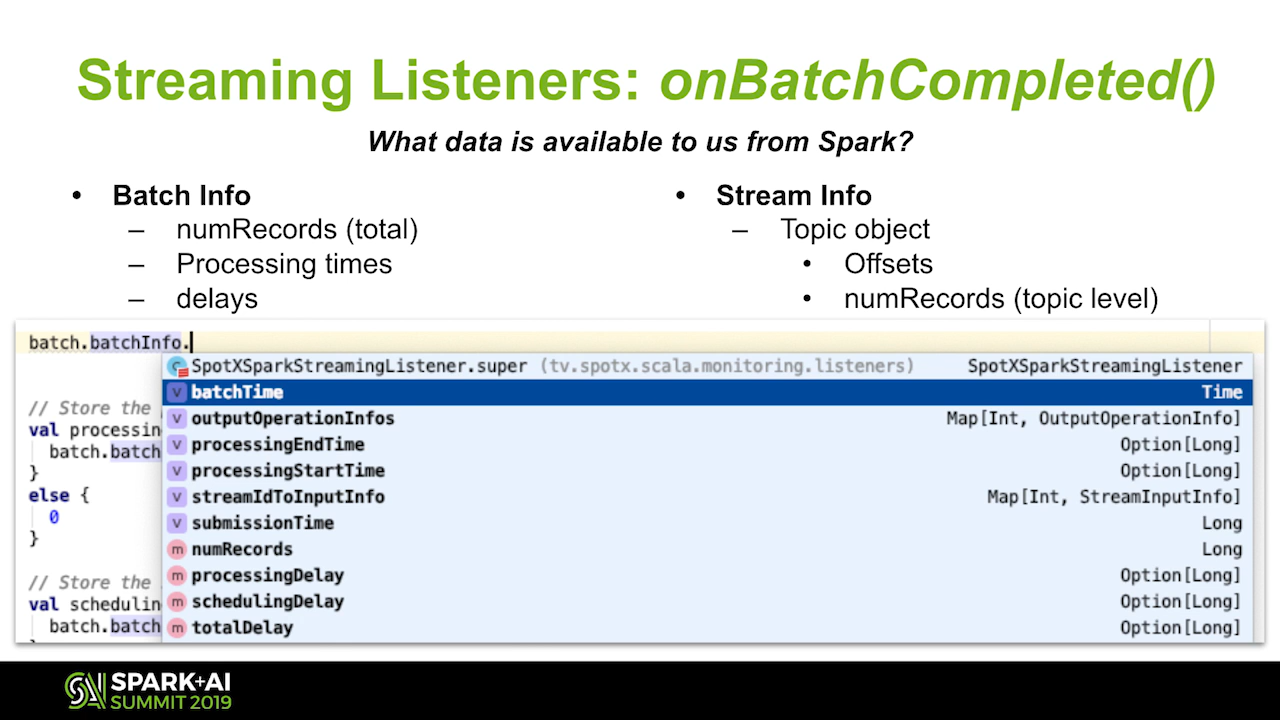 Streaming Listeners: onBatchCompleted()
What data is available to us from Spark?
• Batch Info
– numRecords (total)
– Processing times
– delays
• Stream Info
– Topic object
• Offsets
• numRecords (topic level)
batch.batchInfo.
SpotXSparkStreamingListener.super (tv.spotx.scala.monitoring.listeners) SpotXSparkStreamingListener
batchTime Time
outputOperationInfos Map[Int, OutputOperationInfo]
processingEndTime Option[Long]
processingStartTime Option[Long]
streamIdToInputInfo Map[Int, StreamInputInfo]
submissionTime Long
numRecords Long
processingDelay Option[Long]
schedulingDelay Option[Long]
totalDelay Option[Long]
// Store the
val processin
batch.batch
}
else {
0
}
// Store the
val schedulin
batch.batch
SPARK+AI
SUMMIT 2019